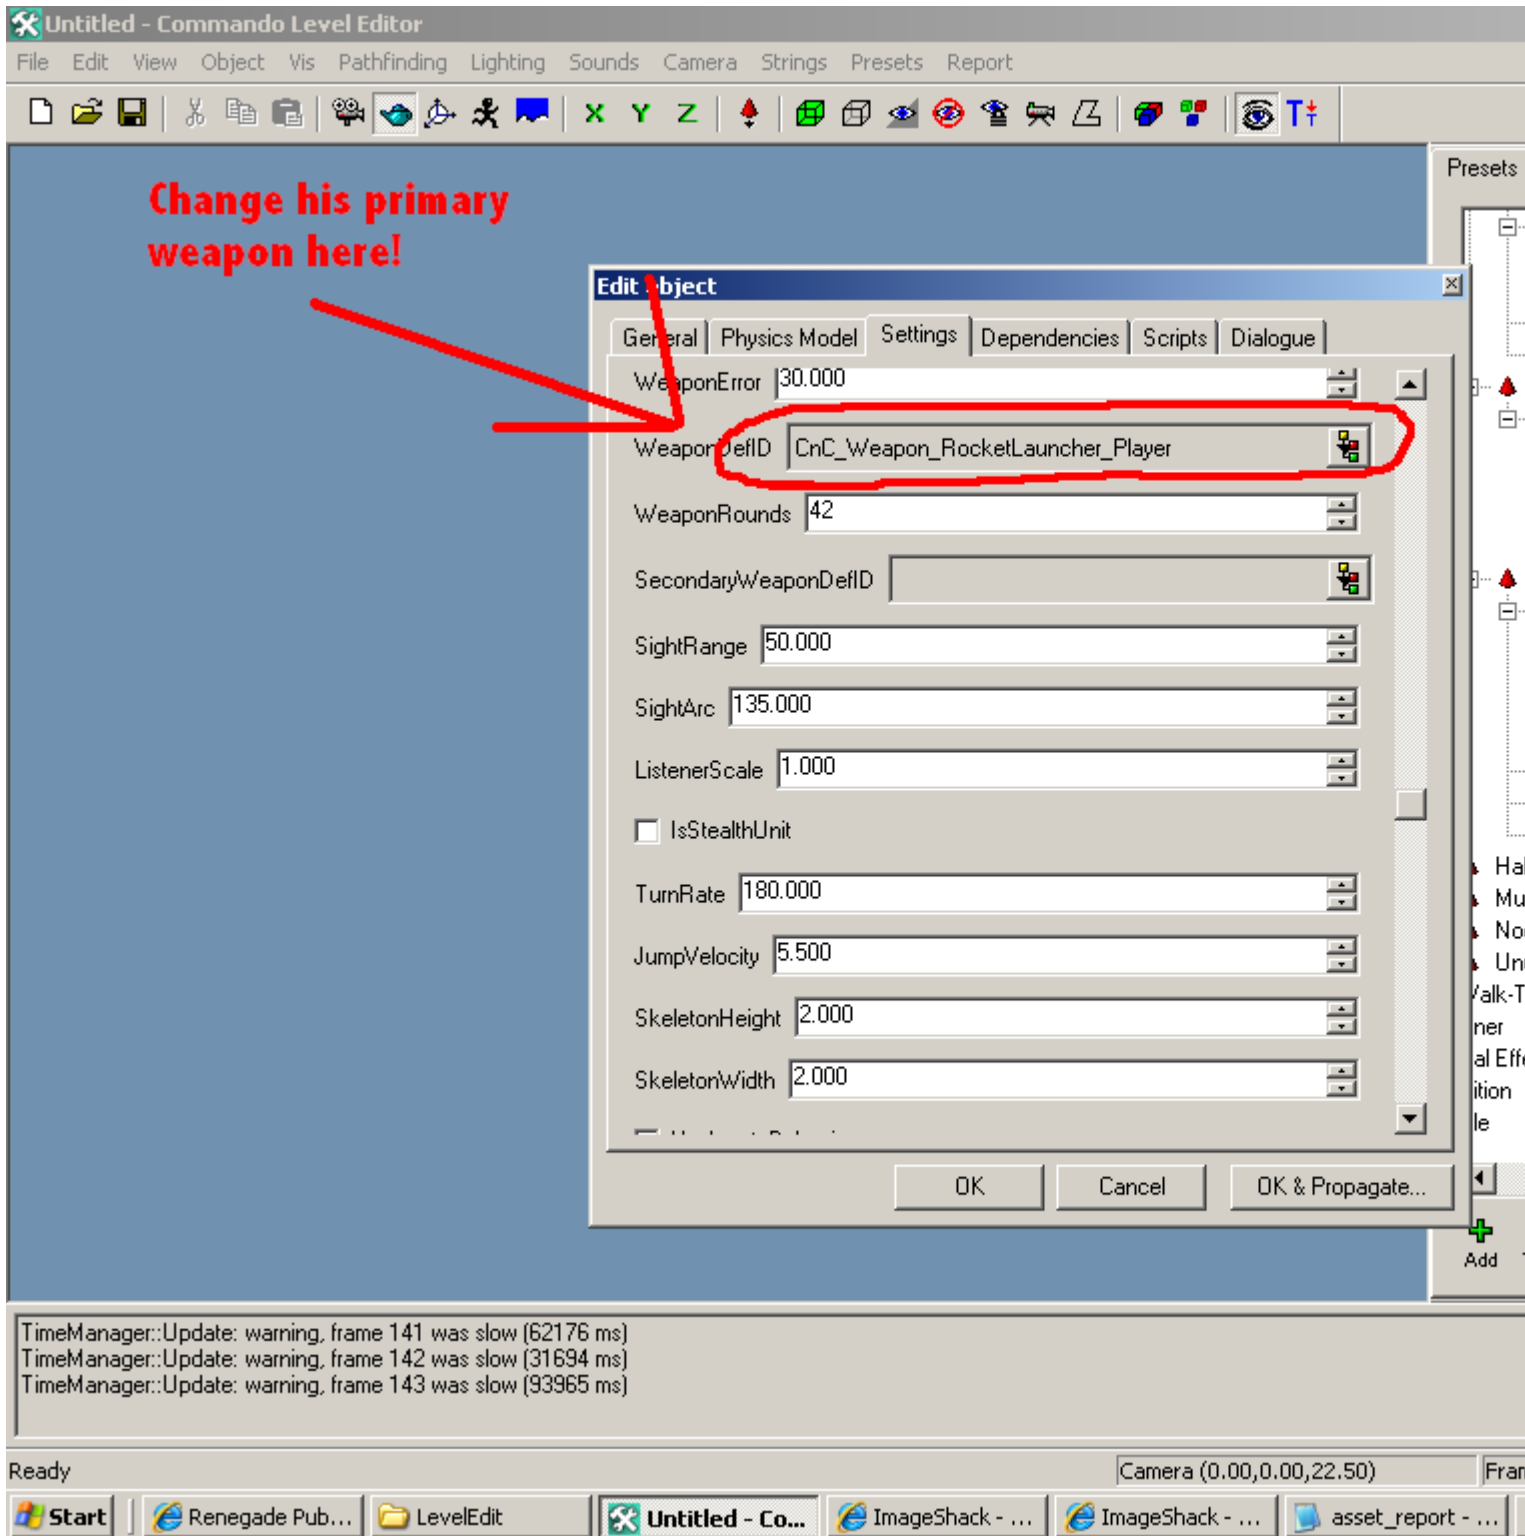 Untitled - Commando Level Editor
File Edit View Object Vis Pathfinding Lighting Sounds Camera Strings Presets Report
X Y Z
Change his primary
weapon here!
Presets
Edit Object
General Physics Model Settings Dependencies Scripts Dialogue
WeaponError 30.000
WeaponDefID CnC_Weapon_RocketLauncher_Player
WeaponRounds 42
SecondaryWeaponDefID
SightRange 50.000
SightArc 135.000
ListenerScale 1.000
IsStealthUnit
TurnRate 180.000
JumpVelocity 5.500
SkeletonHeight 2.000
SkeletonWidth 2.000
OK Cancel OK & Propagate...
Add
TimeManager::Update: warning, frame 141 was slow (62176 ms)
TimeManager::Update: warning, frame 142 was slow (31694 ms)
TimeManager::Update: warning, frame 143 was slow (93965 ms)
Ready Camera (0.00,0.00,22.50)
Start Renegade Pub... LevelEdit Untitled - Co... ImageShack - ... ImageShack - ... asset_report - ...